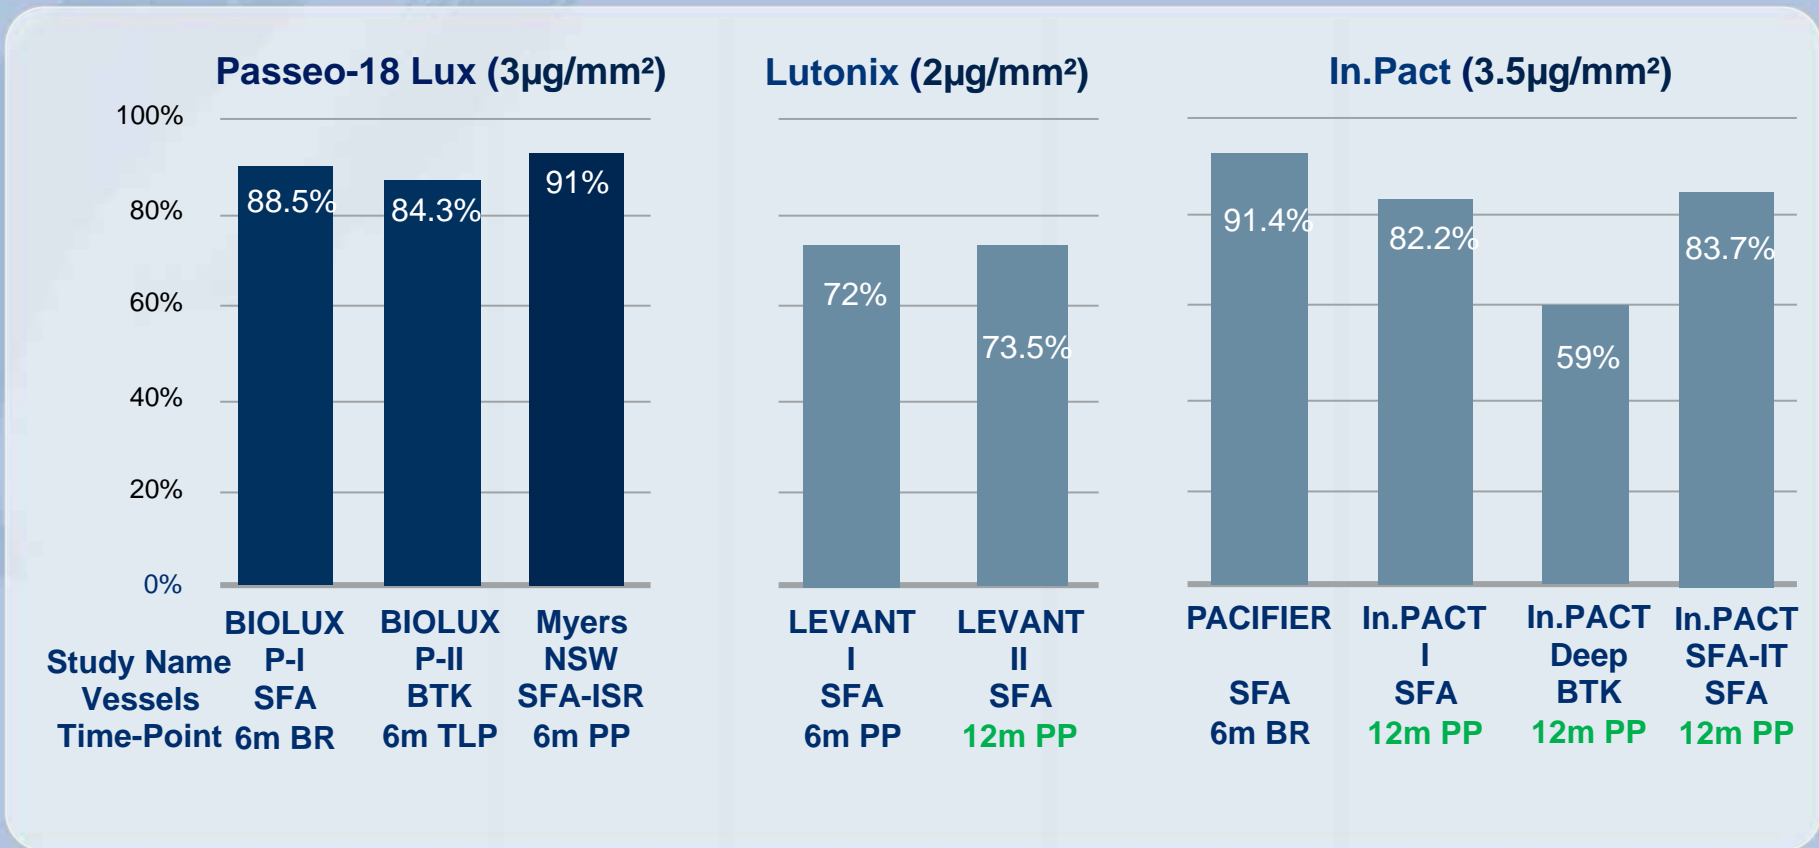 Passeo-18 Lux (3µg/mm²)
Lutonix (2µg/mm²)
In.Pact (3.5µg/mm²)
100%
80%
60%
40%
20%
0%
88.5%
84.3%
91%
72%
73.5%
91.4%
82.2%
59%
83.7%
Study Name
Vessels
Time-Point
BIOLUX
P-I
SFA
6m BR
BIOLUX
P-II
BTK
6m TLP
Myers
NSW
SFA-ISR
6m PP
LEVANT
I
SFA
6m PP
LEVANT
II
SFA
12m PP
PACIFIER
SFA
6m BR
In.PACT
I
SFA
12m PP
In.PACT
Deep
BTK
12m PP
In.PACT
SFA-IT
SFA
12m PP